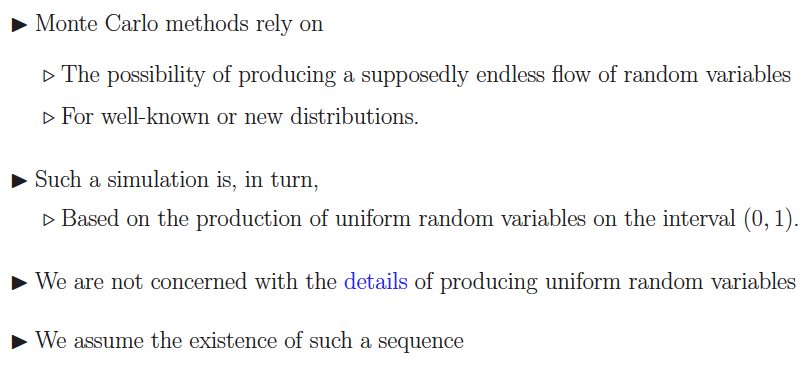 ▶ Monte Carlo methods rely on
▷ The possibility of producing a supposedly endless flow of random variables
▷ For well-known or new distributions.
▶ Such a simulation is, in turn,
▷ Based on the production of uniform random variables on the interval (0, 1).
▶ We are not concerned with the details of producing uniform random variables
▶ We assume the existence of such a sequence